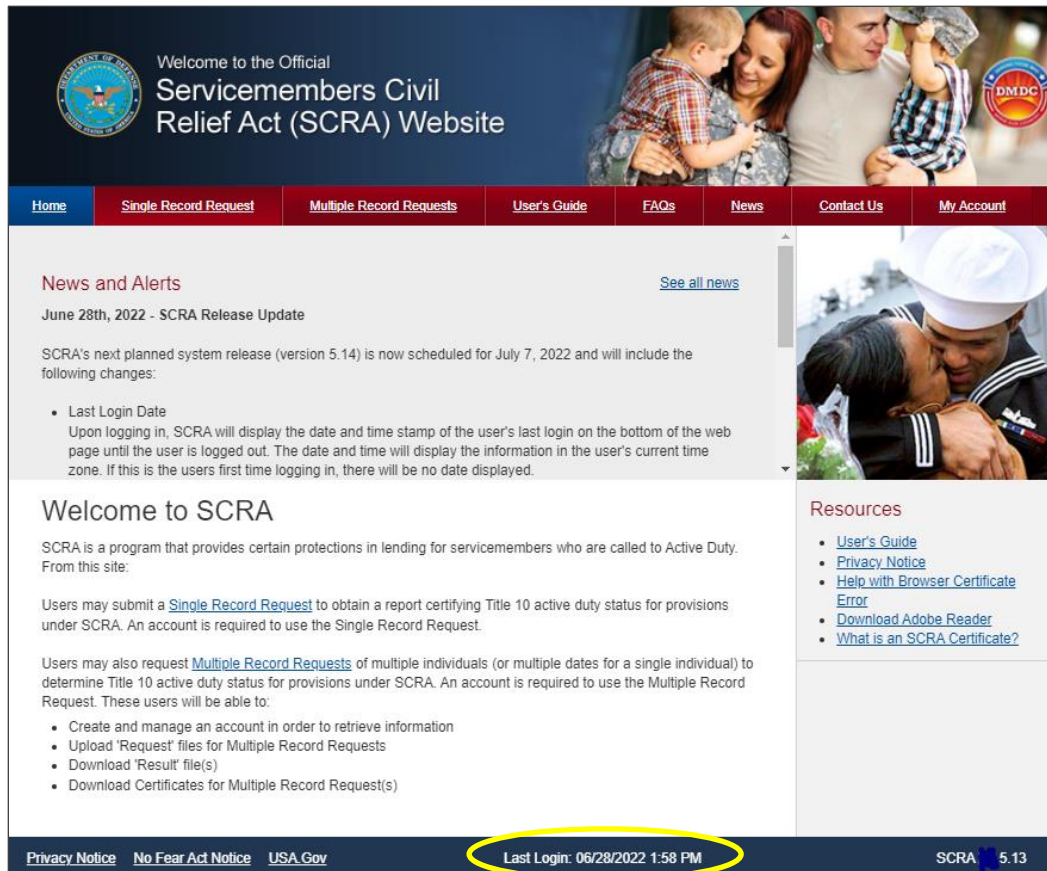 Welcome to the Official
Servicemembers Civil
Relief Act (SCRA) Website
DMDC
Home Single Record Request Multiple Record Requests User's Guide FAQs News Contact Us My Account
News and Alerts
See all news
June 28th, 2022 - SCRA Release Update
SCRA's next planned system release (version 5.14) is now scheduled for July 7, 2022 and will include the
following changes:
• Last Login Date
Upon logging in, SCRA will display the date and time stamp of the user's last login on the bottom of the web
page until the user is logged out. The date and time will display the information in the user's current time
zone. If this is the users first time logging in, there will be no date displayed.
Welcome to SCRA
SCRA is a program that provides certain protections in lending for servicemembers who are called to Active Duty.
From this site:
Users may submit a Single Record Request to obtain a report certifying Title 10 active duty status for provisions
under SCRA. An account is required to use the Single Record Request.
Users may also request Multiple Record Requests of multiple individuals (or multiple dates for a single individual) to
determine Title 10 active duty status for provisions under SCRA. An account is required to use the Multiple Record
Request. These users will be able to:
• Create and manage an account in order to retrieve information
• Upload 'Request' files for Multiple Record Requests
• Download 'Result' file(s)
• Download Certificates for Multiple Record Request(s)
Resources
• User's Guide
• Privacy Notice
• Help with Browser Certificate
Error
• Download Adobe Reader
• What is an SCRA Certificate?
Privacy Notice No Fear Act Notice USA.Gov Last Login: 06/28/2022 1:58 PM SCRA 5.13